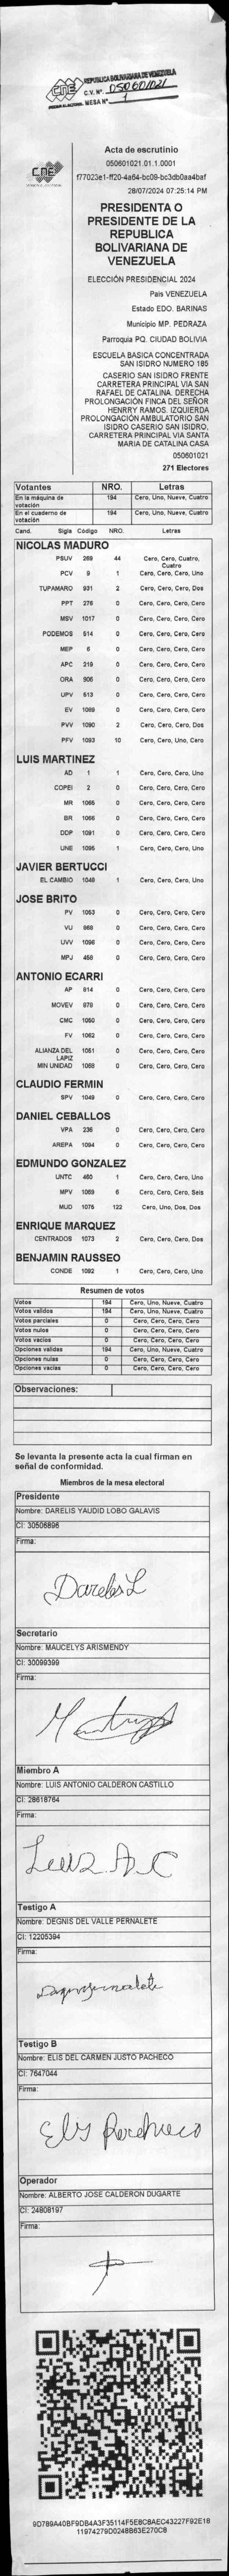 CNE REPUBLICA BOLIVARIANA DE VENEZUELA
C.V. Nº. 050601021
MESA Nº 1
CNE
Acta de escrutinio
050601021.01.1.0001
f77023e1-ff20-4a64-bc09-bc3db0aa4baf
28/07/2024 07:25:14 PM
PRESIDENTA O
PRESIDENTE DE LA
REPUBLICA
BOLIVARIANA DE
VENEZUELA
ELECCIÓN PRESIDENCIAL 2024
Pais VENEZUELA
Estado EDO. BARINAS
Municipio MP. PEDRAZA
Parroquia PQ. CIUDAD BOLIVIA
ESCUELA BASICA CONCENTRADA
SAN ISIDRO NUMERO 185
CASERIO SAN ISIDRO FRENTE
CARRETERA PRINCIPAL VIA SAN
RAFAEL DE CATALINA. DERECHA
PROLONGACIÓN FINCA DEL SEÑOR
HENRRY RAMOS. IZQUIERDA
PROLONGACIÓN AMBULATORIO SAN
ISIDRO CASERIO SAN ISIDRO.
CARRETERA PRINCIPAL VIA SANTA
MARIA DE CATALINA CASA
050601021
271 Electores
Votantes NRO. Letras
En la máquina de votación 194 Cero, Uno, Nueve, Cuatro
En el cuaderno de votación 194 Cero, Uno, Nueve, Cuatro
Cand. Sigla Codigo NRO. Letras
NICOLAS MADURO
PSUV 269 44 Cero, Cero, Cuatro, Cuatro
PCV 9 1 Cero, Cero, Cero, Uno
TUPAMARO 931 2 Cero, Cero, Cero, Dos
PPT 276 0 Cero, Cero, Cero, Cero
MSV 1017 0 Cero, Cero, Cero, Cero
PODEMOS 514 0 Cero, Cero, Cero, Cero
MEP 6 0 Cero, Cero, Cero, Cero
APC 219 0 Cero, Cero, Cero, Cero
ORA 906 0 Cero, Cero, Cero, Cero
UPV 513 0 Cero, Cero, Cero, Cero
EV 1089 0 Cero, Cero, Cero, Cero
PVV 1090 2 Cero, Cero, Cero, Dos
PFV 1093 10 Cero, Cero, Uno, Cero
LUIS MARTINEZ
AD 1 1 Cero, Cero, Cero, Uno
COPEI 2 0 Cero, Cero, Cero, Cero
MR 1065 0 Cero, Cero, Cero, Cero
BR 1066 0 Cero, Cero, Cero, Cero
DDP 1091 0 Cero, Cero, Cero, Cero
UNE 1095 1 Cero, Cero, Cero, Uno
JAVIER BERTUCCI
EL CAMBIO 1048 1 Cero, Cero, Cero, Uno
JOSE BRITO
PV 1053 0 Cero, Cero, Cero, Cero
VU 868 0 Cero, Cero, Cero, Cero
UVV 1096 0 Cero, Cero, Cero, Cero
MPJ 458 0 Cero, Cero, Cero, Cero
ANTONIO ECARRI
AP 914 0 Cero, Cero, Cero, Cero
MOVEV 979 0 Cero, Cero, Cero, Cero
CMC 1050 0 Cero, Cero, Cero, Cero
FV 1062 0 Cero, Cero, Cero, Cero
ALIANZA DEL LAPIZ 1051 0 Cero, Cero, Cero, Cero
MIN UNIDAD 1068 0 Cero, Cero, Cero, Cero
CLAUDIO FERMIN
SPV 1049 0 Cero, Cero, Cero, Cero
DANIEL CEBALLOS
VPA 236 0 Cero, Cero, Cero, Cero
AREPA 1094 0 Cero, Cero, Cero, Cero
EDMUNDO GONZALEZ
UNTC 460 1 Cero, Cero, Cero, Uno
MPV 1069 6 Cero, Cero, Cero, Seis
MUD 1075 122 Cero, Uno, Dos, Dos
ENRIQUE MARQUEZ
CENTRADOS 1073 2 Cero, Cero, Cero, Dos
BENJAMIN RAUSSEO
CONDE 1092 1 Cero, Cero, Cero, Uno
Resumen de votos
Votos 194 Cero, Uno, Nueve, Cuatro
Votos validos 194 Cero, Uno, Nueve, Cuatro
Votos parciales 0 Cero, Cero, Cero, Cero
Votos nulos 0 Cero, Cero, Cero, Cero
Votos vacios 0 Cero, Cero, Cero, Cero
Opciones validas 194 Cero, Uno, Nueve, Cuatro
Opciones nulas 0 Cero, Cero, Cero, Cero
Opciones vacias 0 Cero, Cero, Cero, Cero
Observaciones:
Se levanta la presente acta la cual firman en
señal de conformidad.
Miembros de la mesa electoral
Presidente
Nombre: DARELIS YAUDID LOBO GALAVIS
CI: 30506895
Firma:
Darelis L
Secretario
Nombre: MAUCELYS ARISMENDY
CI: 30099399
Firma:
Miembro A
Nombre: LUIS ANTONIO CALDERON CASTILLO
CI: 28618764
Firma:
Luis A. C
Testigo A
Nombre: DEGNIS DEL VALLE PERNALETE
CI: 12205394
Firma:
Testigo B
Nombre: ELIS DEL CARMEN JUSTO PACHECO
CI: 7647044
Firma:
Elis Pacheco
Operador
Nombre: ALBERTO JOSE CALDERON DUGARTE
CI: 24808197
Firma:
9D789A40BF9DB4A3F35114F5E8C8AEC43227F92E18
11974279D0248B63E270C8